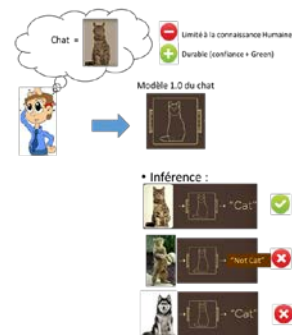 Chat =
Limité à la connaissance Humaine
Durable (confiance + Green)
Modèle 1.0 du chat
• Inférence :
"Cat"
"Not Cat"
"Cat"